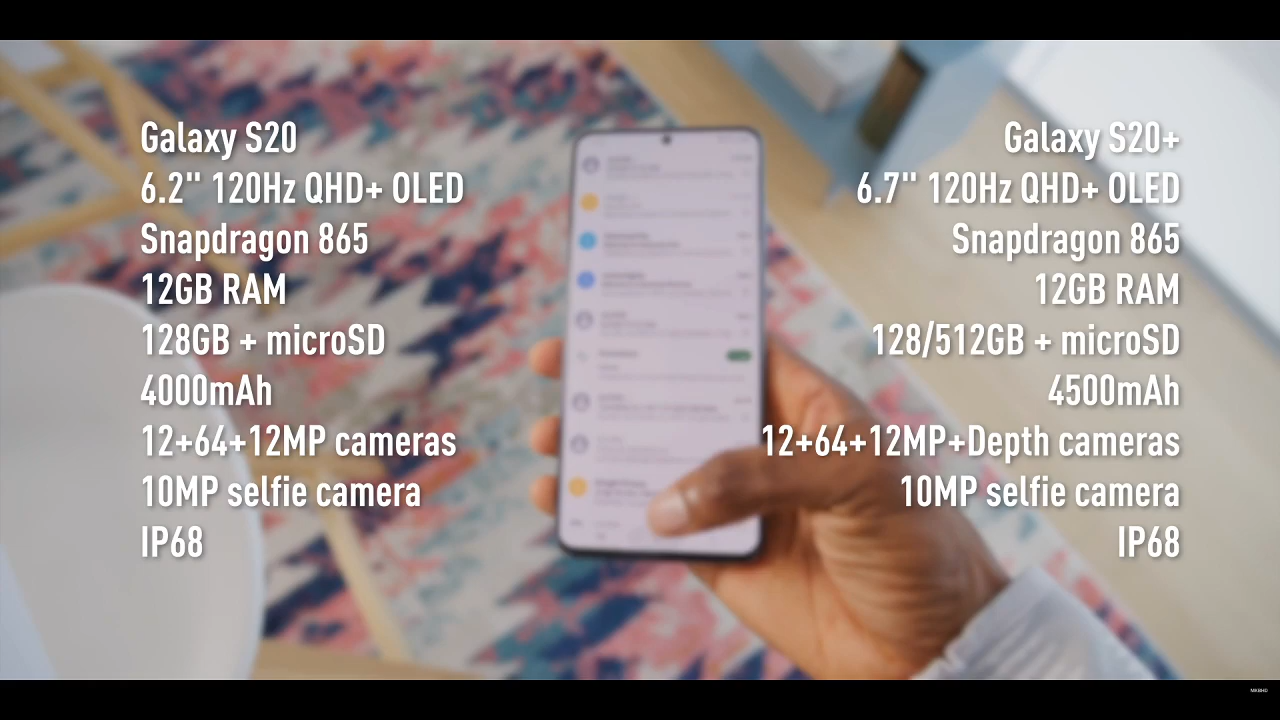 Galaxy S20
6.2" 120Hz QHD+ OLED
Snapdragon 865
12GB RAM
128GB + microSD
4000mAh
12+64+12MP cameras
10MP selfie camera
IP68
Galaxy S20+
6.7" 120Hz QHD+ OLED
Snapdragon 865
12GB RAM
128/512GB + microSD
4500mAh
12+64+12MP+Depth cameras
10MP selfie camera
IP68
MKBHD